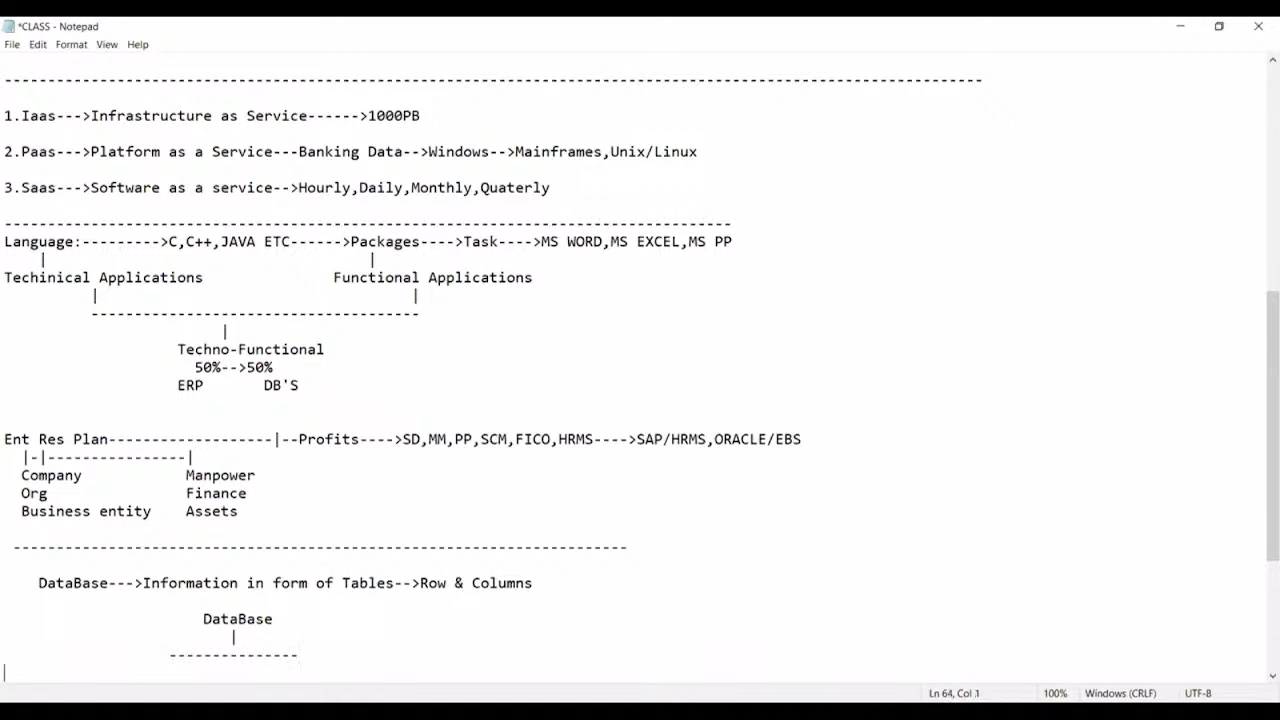 *CLASS - Notepad
File Edit Format View Help
-----------------------------------------------------------------------------------------------------------------
1.Iaas--->Infrastructure as Service------>1000PB
2.Paas--->Platform as a Service---Banking Data-->Windows-->Mainframes,Unix/Linux
3.Saas--->Software as a service-->Hourly,Daily,Monthly,Quaterly
------------------------------------------------------------------------------------
Language:--------->C,C++,JAVA ETC------>Packages---->Task---->MS WORD,MS EXCEL,MS PP
| |
Techinical Applications Functional Applications
| |
--------------------------------------
|
Techno-Functional
50%-->50%
ERP DB'S
Ent Res Plan-------------------|--Profits---->SD,MM,PP,SCM,FICO,HRMS---->SAP/HRMS,ORACLE/EBS
|-|----------------|
Company Manpower
Org Finance
Business entity Assets
-----------------------------------------------------------------------
DataBase--->Information in form of Tables-->Row & Columns
DataBase
|
---------------
Ln 64, Col 1 100% Windows (CRLF) UTF-8